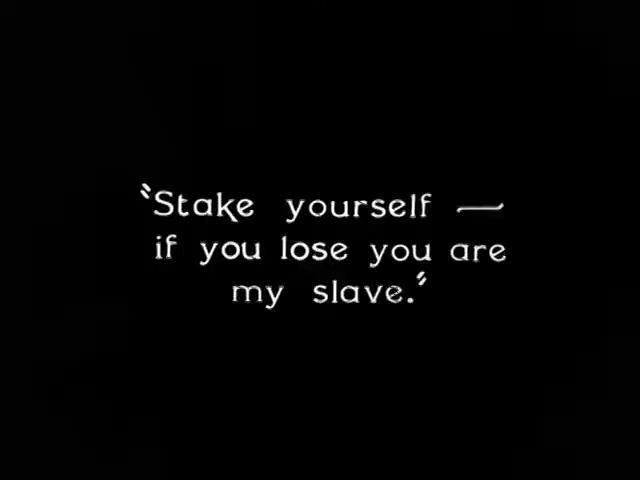 "Stake yourself —
if you lose you are
my slave."